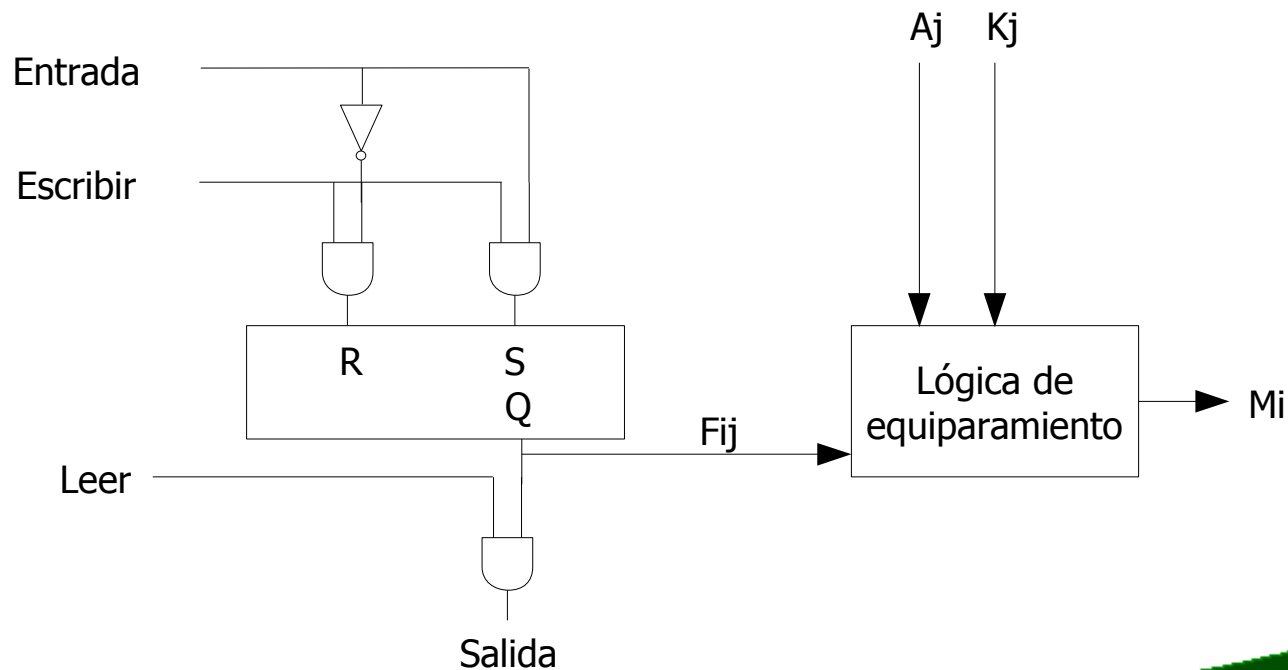 Aj Kj
Entrada
Escribir
R S
Q
Lógica de
equiparamiento
Mi
Fij
Leer
Salida